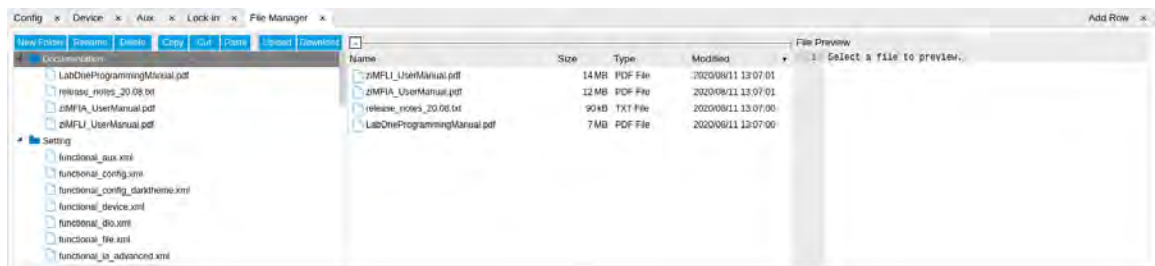 Config × Device × Aux × Lock-in × File Manager × Add Row ×
New Folder Rename Delete Copy Cut Paste Upload Download
Documentation
LabOneProgrammingManual.pdf
release_notes_20.08.txt
ziMFIA_UserManual.pdf
ziMFLI_UserManual.pdf
Setting
functional_aux.xml
functional_config.xml
functional_config_darktheme.xml
functional_device.xml
functional_dio.xml
functional_file.xml
functional_ia_advanced.xml
Name Size Type Modified
ziMFLI_UserManual.pdf 14 MB PDF File 2020/08/11 13:07:01
ziMFIA_UserManual.pdf 12 MB PDF File 2020/08/11 13:07:01
release_notes_20.08.txt 90 kB TXT File 2020/08/11 13:07:00
LabOneProgrammingManual.pdf 7 MB PDF File 2020/08/11 13:07:00
File Preview
1 Select a file to preview.